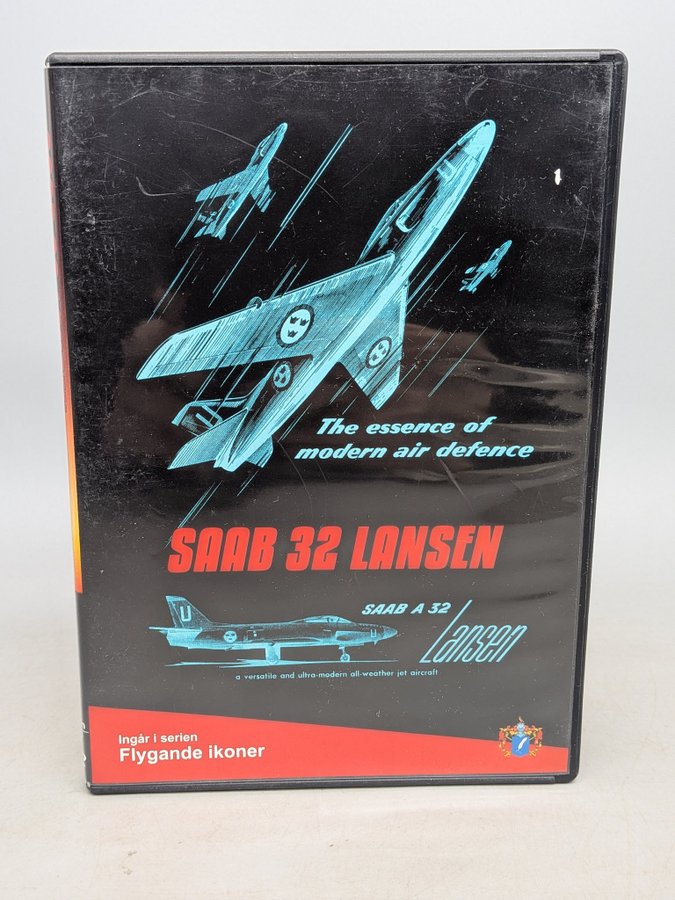 The essence of
modern air defence
SAAB 32 LANSEN
U
SAAB A 32
Lansen
a versatile and ultra-modern all-weather jet aircraft
Ingår i serien
Flygande ikoner